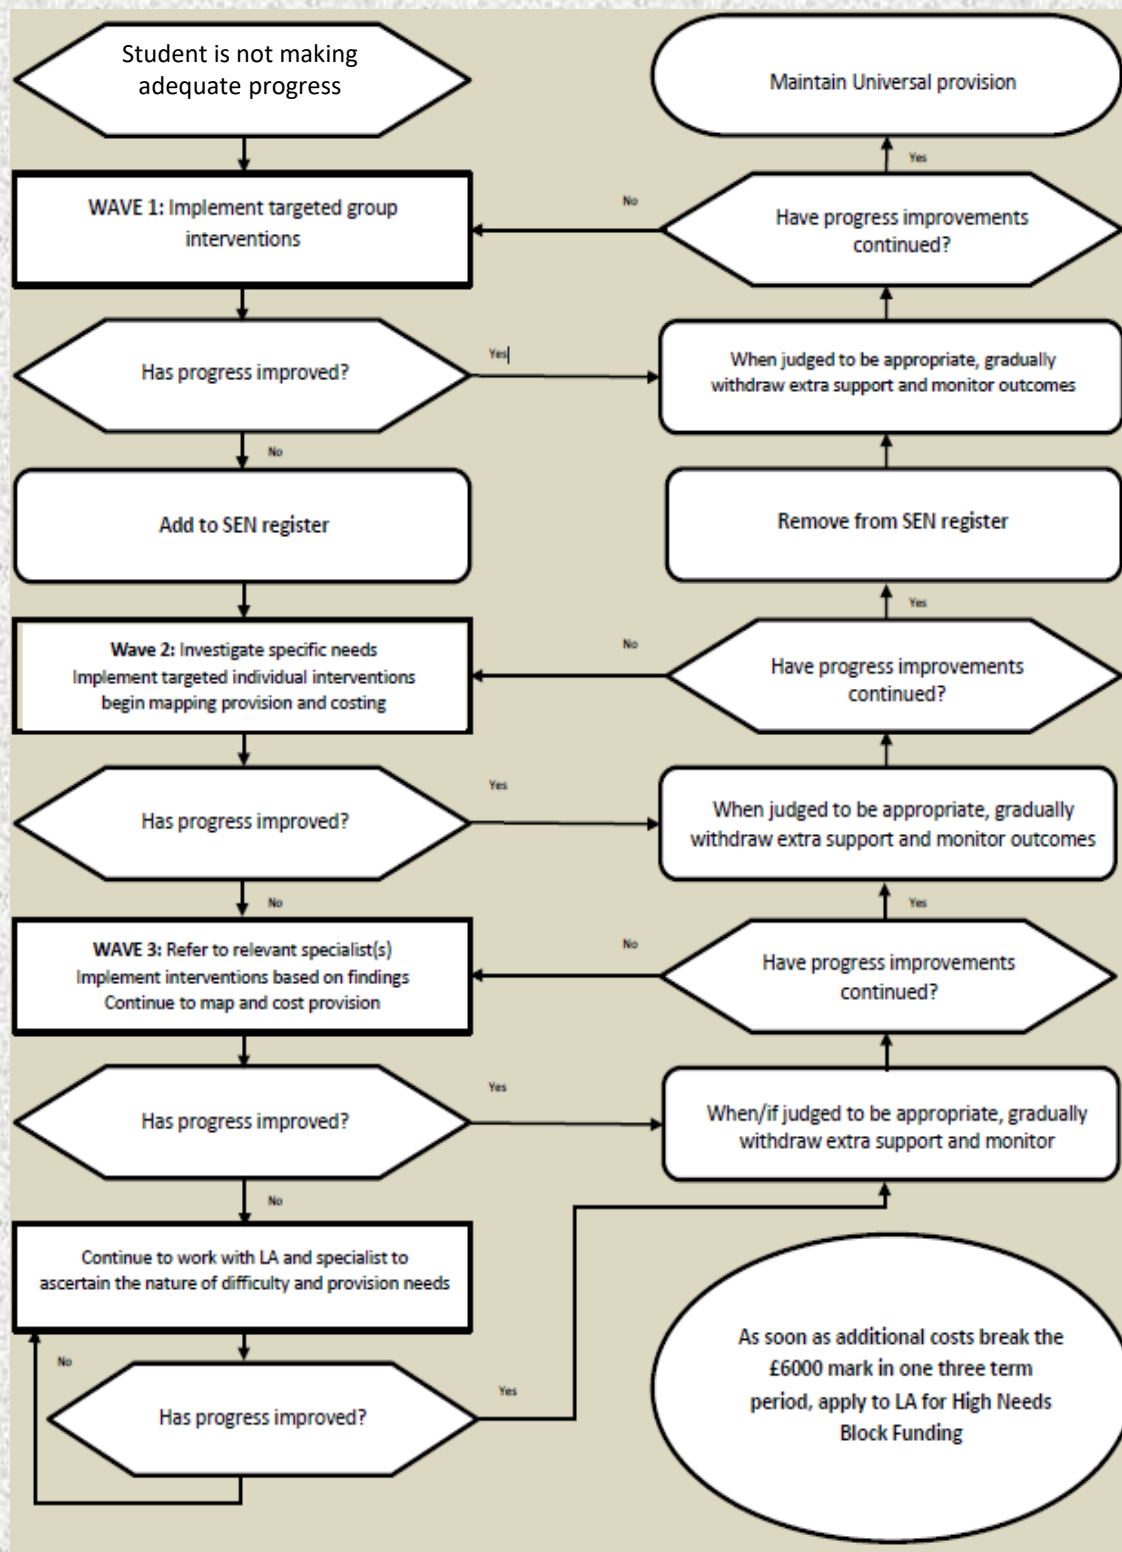 Student is not making
adequate progress
Maintain Universal provision
Yes
WAVE 1: Implement targeted group
interventions
No
Have progress improvements
continued?
Has progress improved?
Yes
When judged to be appropriate, gradually
withdraw extra support and monitor outcomes
No
Add to SEN register
Remove from SEN register
Yes
Wave 2: Investigate specific needs
Implement targeted individual interventions
begin mapping provision and costing
No
Have progress improvements
continued?
Has progress improved?
Yes
When judged to be appropriate, gradually
withdraw extra support and monitor outcomes
No
Yes
WAVE 3: Refer to relevant specialist(s)
Implement interventions based on findings
Continue to map and cost provision
No
Have progress improvements
continued?
Has progress improved?
Yes
When/if judged to be appropriate, gradually
withdraw extra support and monitor
No
Continue to work with LA and specialist to
ascertain the nature of difficulty and provision needs
No
Has progress improved?
Yes
As soon as additional costs break the
£6000 mark in one three term
period, apply to LA for High Needs
Block Funding